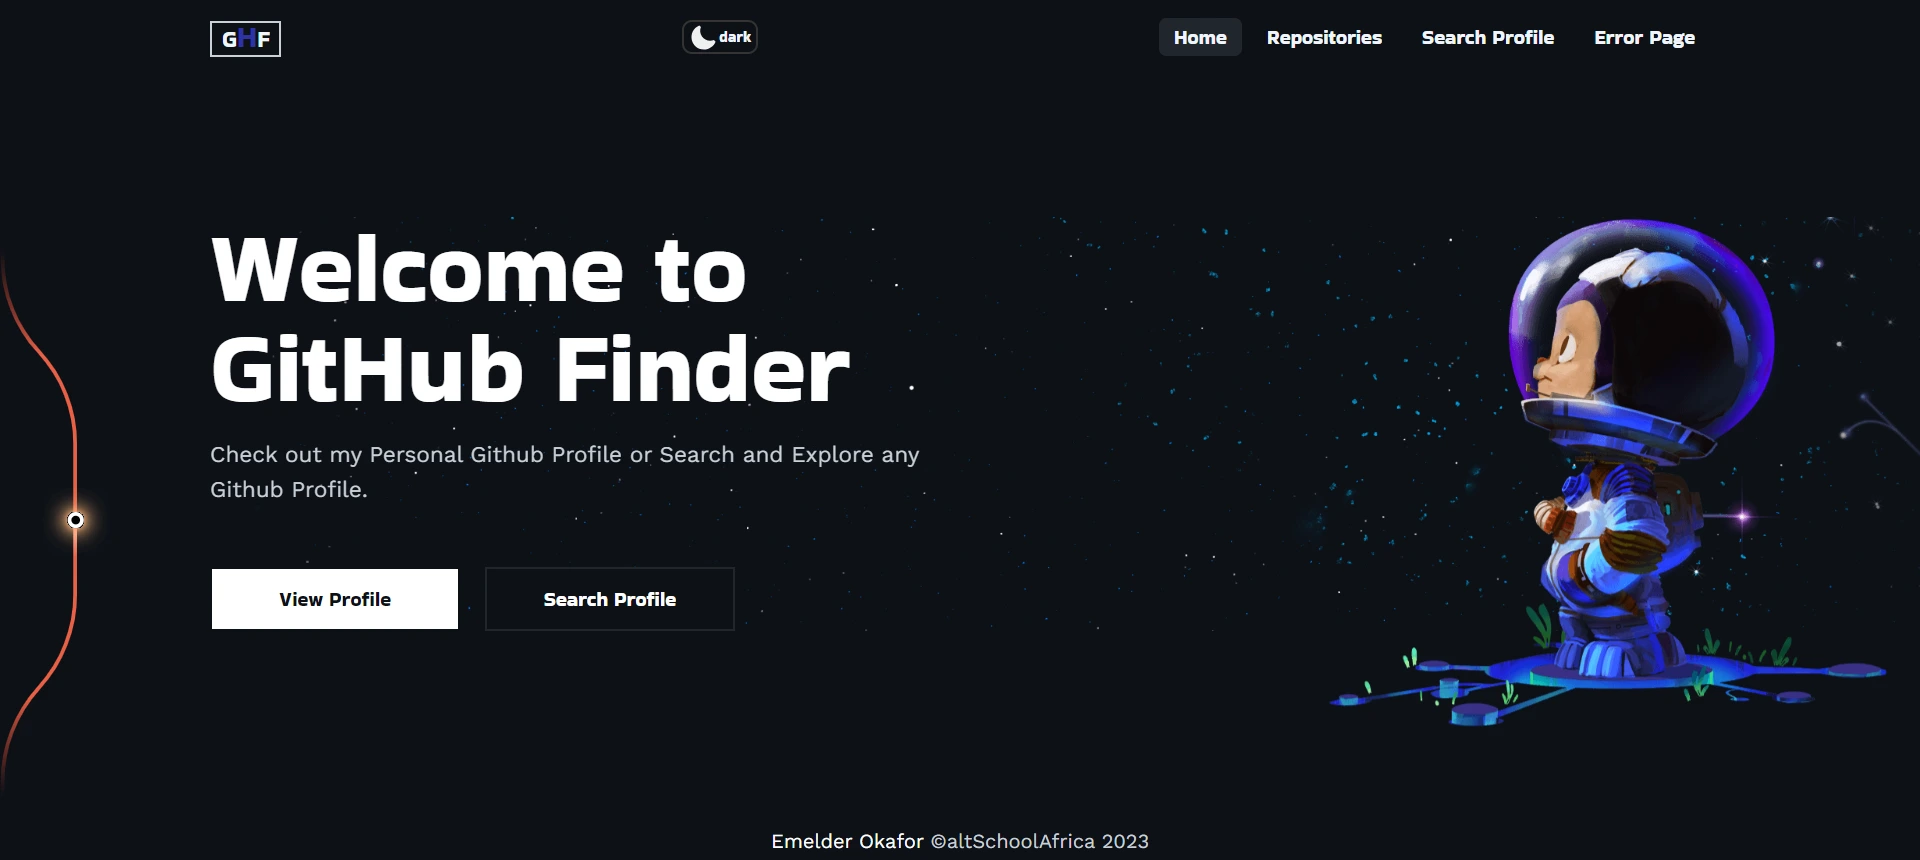 GHF
dark
Home
Repositories
Search Profile
Error Page
Welcome to
GitHub Finder
Check out my Personal Github Profile or Search and Explore any
Github Profile.
View Profile
Search Profile
Emelder Okafor ©altSchoolAfrica 2023